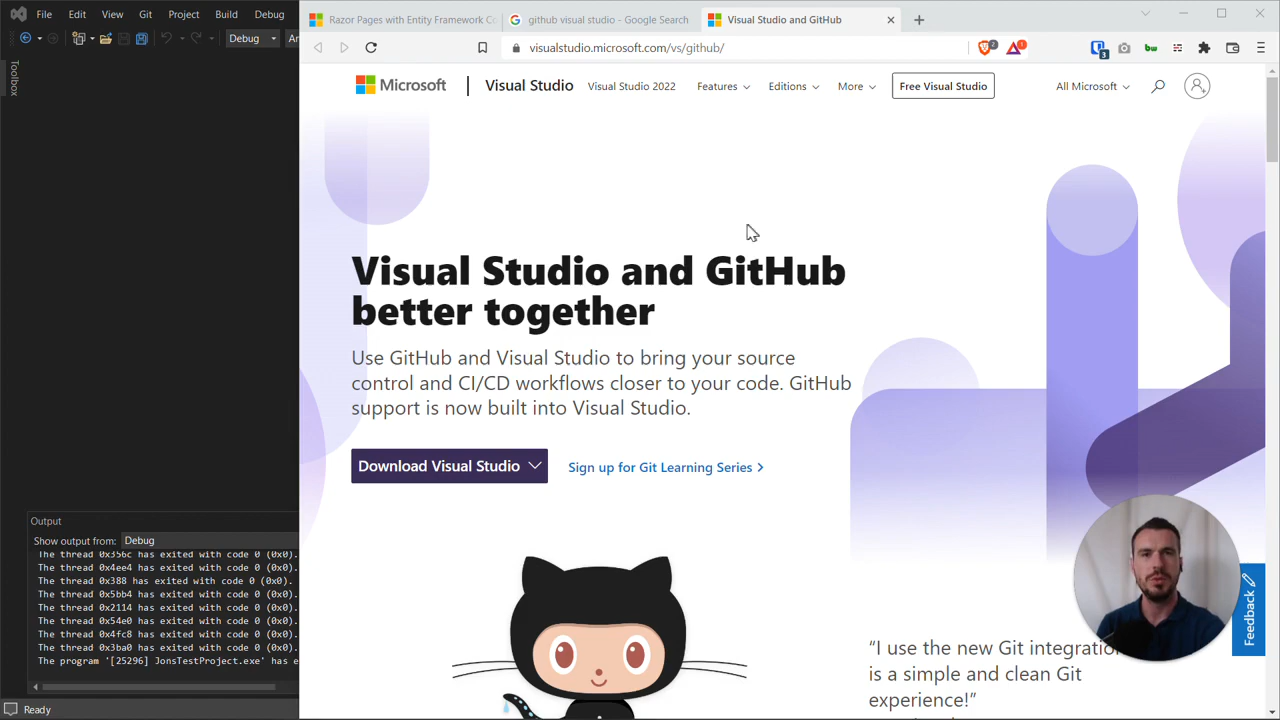 File Edit View Git Project Build Debug
Debug
Toolbox
Razor Pages with Entity Framework Co
github visual studio - Google Search
Visual Studio and GitHub
visualstudio.microsoft.com/vs/github/
2
1
3
bw
Microsoft
Visual Studio
Visual Studio 2022
Features
Editions
More
Free Visual Studio
All Microsoft
Visual Studio and GitHub
better together
Use GitHub and Visual Studio to bring your source
control and CI/CD workflows closer to your code. GitHub
support is now built into Visual Studio.
Download Visual Studio
Sign up for Git Learning Series
Output
Show output from: Debug
The thread 0x356c has exited with code 0 (0x0).
The thread 0x4ee4 has exited with code 0 (0x0).
The thread 0x388 has exited with code 0 (0x0).
The thread 0x5bb4 has exited with code 0 (0x0).
The thread 0x2114 has exited with code 0 (0x0).
The thread 0x54e0 has exited with code 0 (0x0).
The thread 0x4fc8 has exited with code 0 (0x0).
The thread 0x3ba0 has exited with code 0 (0x0).
The program '[25296] JonsTestProject.exe' has e
Ready
“I use the new Git integratio
is a simple and clean Git
experience!”
Feedback